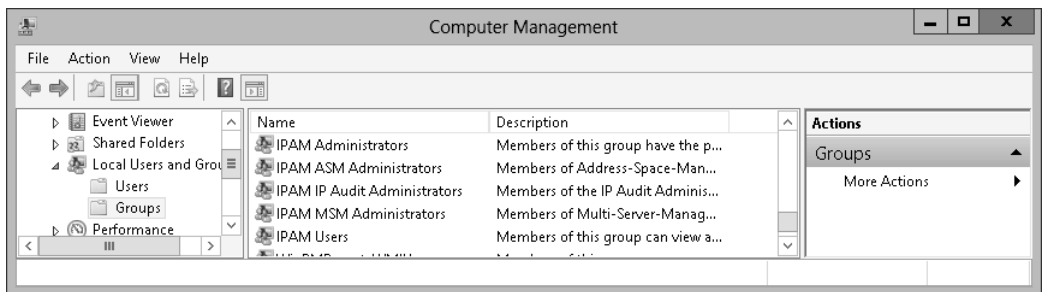 Computer Management
File Action View Help
Event Viewer
Shared Folders
Local Users and Grou
Users
Groups
Performance
Name Description
IPAM Administrators Members of this group have the p...
IPAM ASM Administrators Members of Address-Space-Man...
IPAM IP Audit Administrators Members of the IP Audit Adminis...
IPAM MSM Administrators Members of Multi-Server-Manag...
IPAM Users Members of this group can view a...
Actions
Groups
More Actions